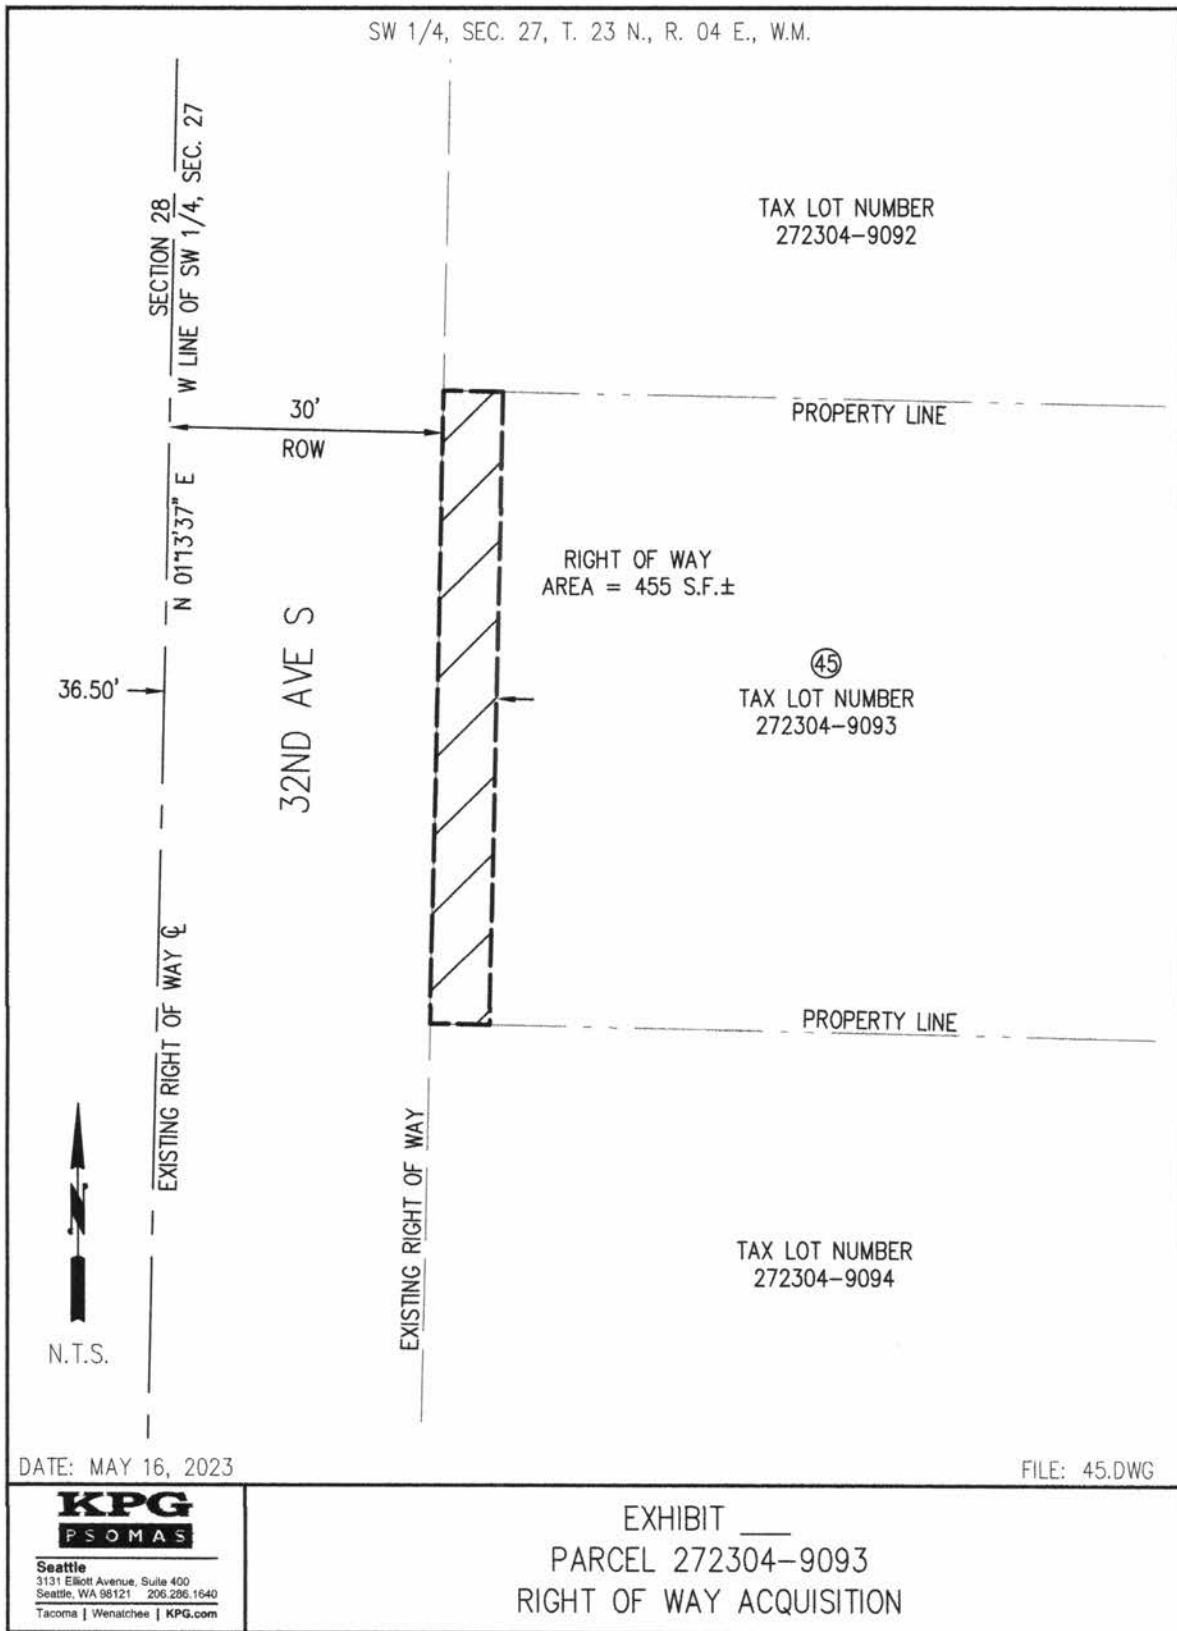 SW 1/4, SEC. 27, T. 23 N., R. 04 E., W.M.
SECTION 28
W LINE OF SW 1/4, SEC. 27
TAX LOT NUMBER
272304-9092
30'
ROW
PROPERTY LINE
N 01°13'37" E
RIGHT OF WAY
AREA = 455 S.F.±
32ND AVE S
36.50'
45
TAX LOT NUMBER
272304-9093
EXISTING RIGHT OF WAY ℄
PROPERTY LINE
EXISTING RIGHT OF WAY
N
TAX LOT NUMBER
272304-9094
N.T.S.
DATE: MAY 16, 2023
FILE: 45.DWG
KPG
PSOMAS
Seattle
3131 Elliott Avenue, Suite 400
Seattle, WA 98121 206.286.1640
Tacoma | Wenatchee | KPG.com
EXHIBIT ___
PARCEL 272304-9093
RIGHT OF WAY ACQUISITION